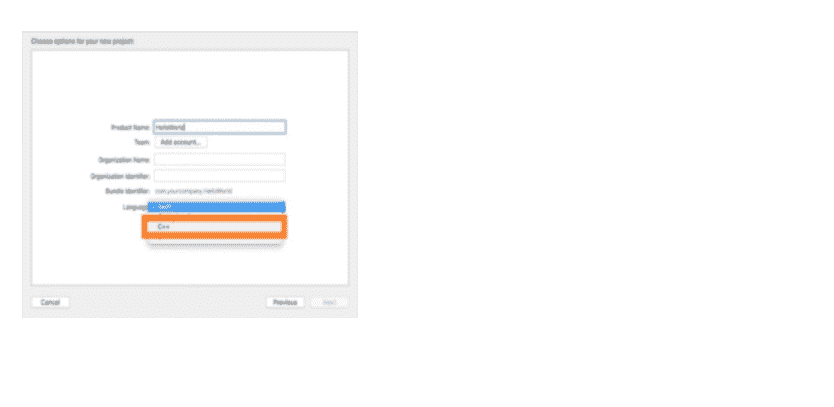 Choose options for your new project:
Product Name: HelloWorld
Team: Add account...
Organization Name:
Organization Identifier:
Bundle Identifier: com.yourcompany.HelloWorld
Language:
C++
Cancel
Previous
Next